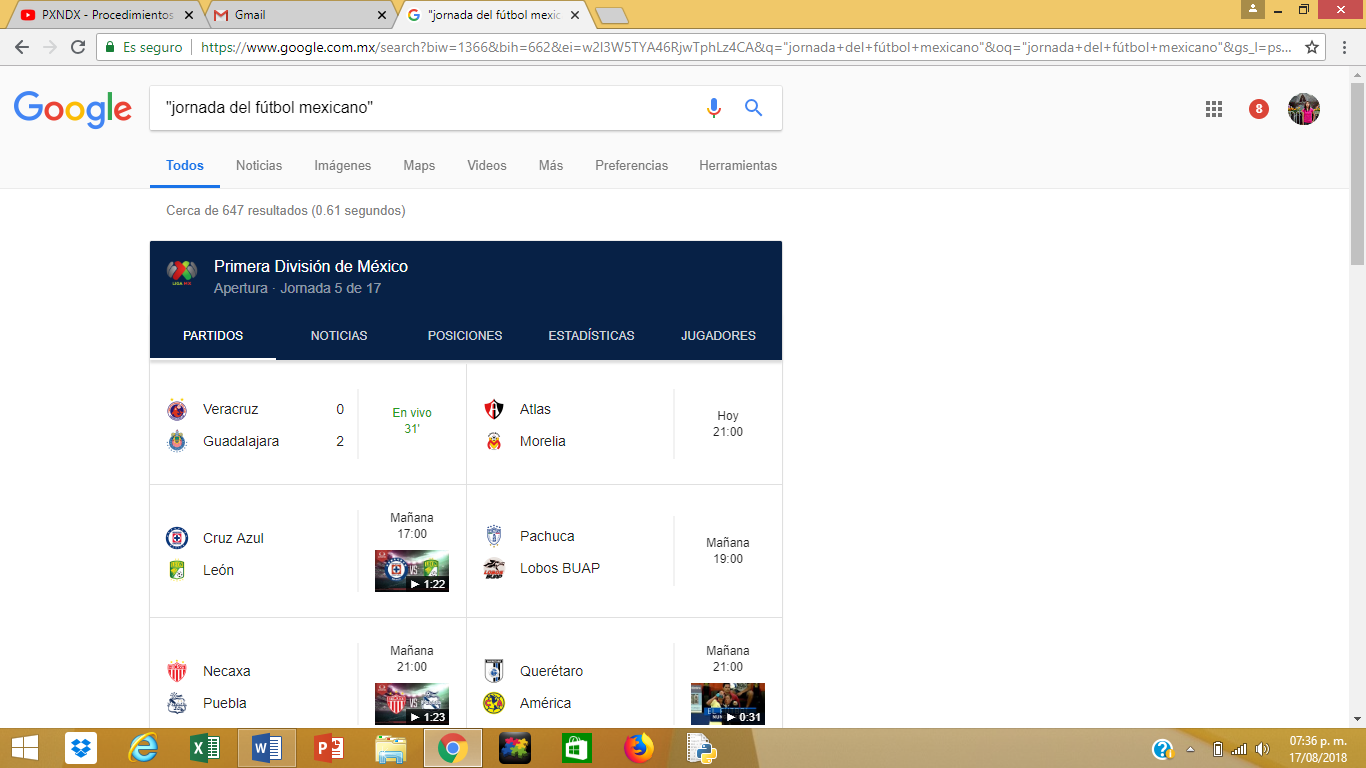 PXNDX - Procedimientos
Gmail
"jornada del fútbol mexic
Es seguro
https://www.google.com.mx/search?biw=1366&bih=662&ei=w2l3W5TYA46RjwTphLz4CA&q="jornada+del+fútbol+mexicano"&oq="jornada+del+fútbol+mexicano"&gs_l=ps...
Google
"jornada del fútbol mexicano"
8
Todos Noticias Imágenes Maps Videos Más Preferencias Herramientas
Cerca de 647 resultados (0.61 segundos)
Primera División de México
Apertura · Jornada 5 de 17
PARTIDOS NOTICIAS POSICIONES ESTADÍSTICAS JUGADORES
Veracruz 0
Guadalajara 2
En vivo
31'
Atlas
Morelia
Hoy
21:00
Cruz Azul
León
Mañana
17:00
VS
1:22
Pachuca
Lobos BUAP
Mañana
19:00
Necaxa
Puebla
Mañana
21:00
VS
1:23
Querétaro
América
Mañana
21:00
0:31
07:36 p. m.
17/08/2018